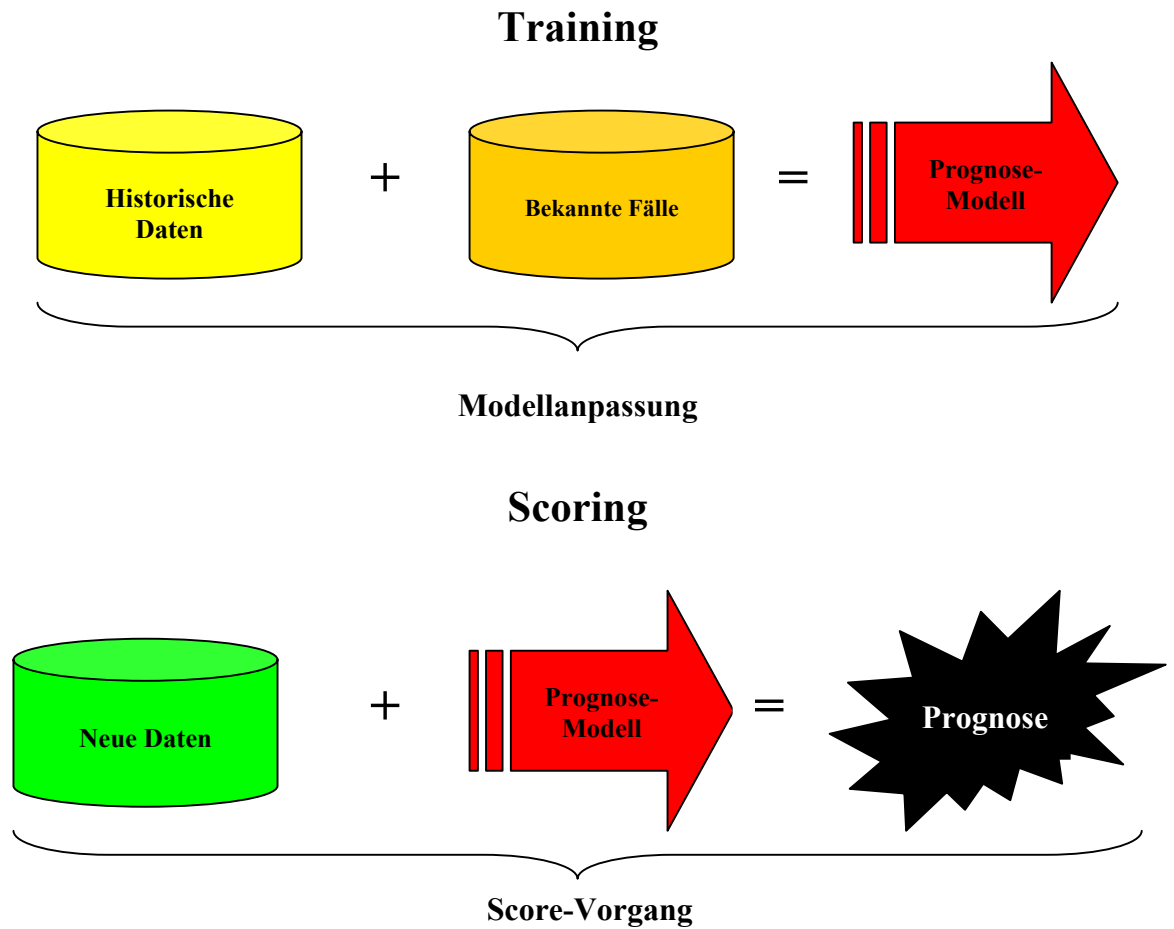 Training
Historische
Daten
+
Bekannte Fälle
=
Prognose-
Modell
Modellanpassung
Scoring
Neue Daten
+
Prognose-
Modell
=
Prognose
Score-Vorgang